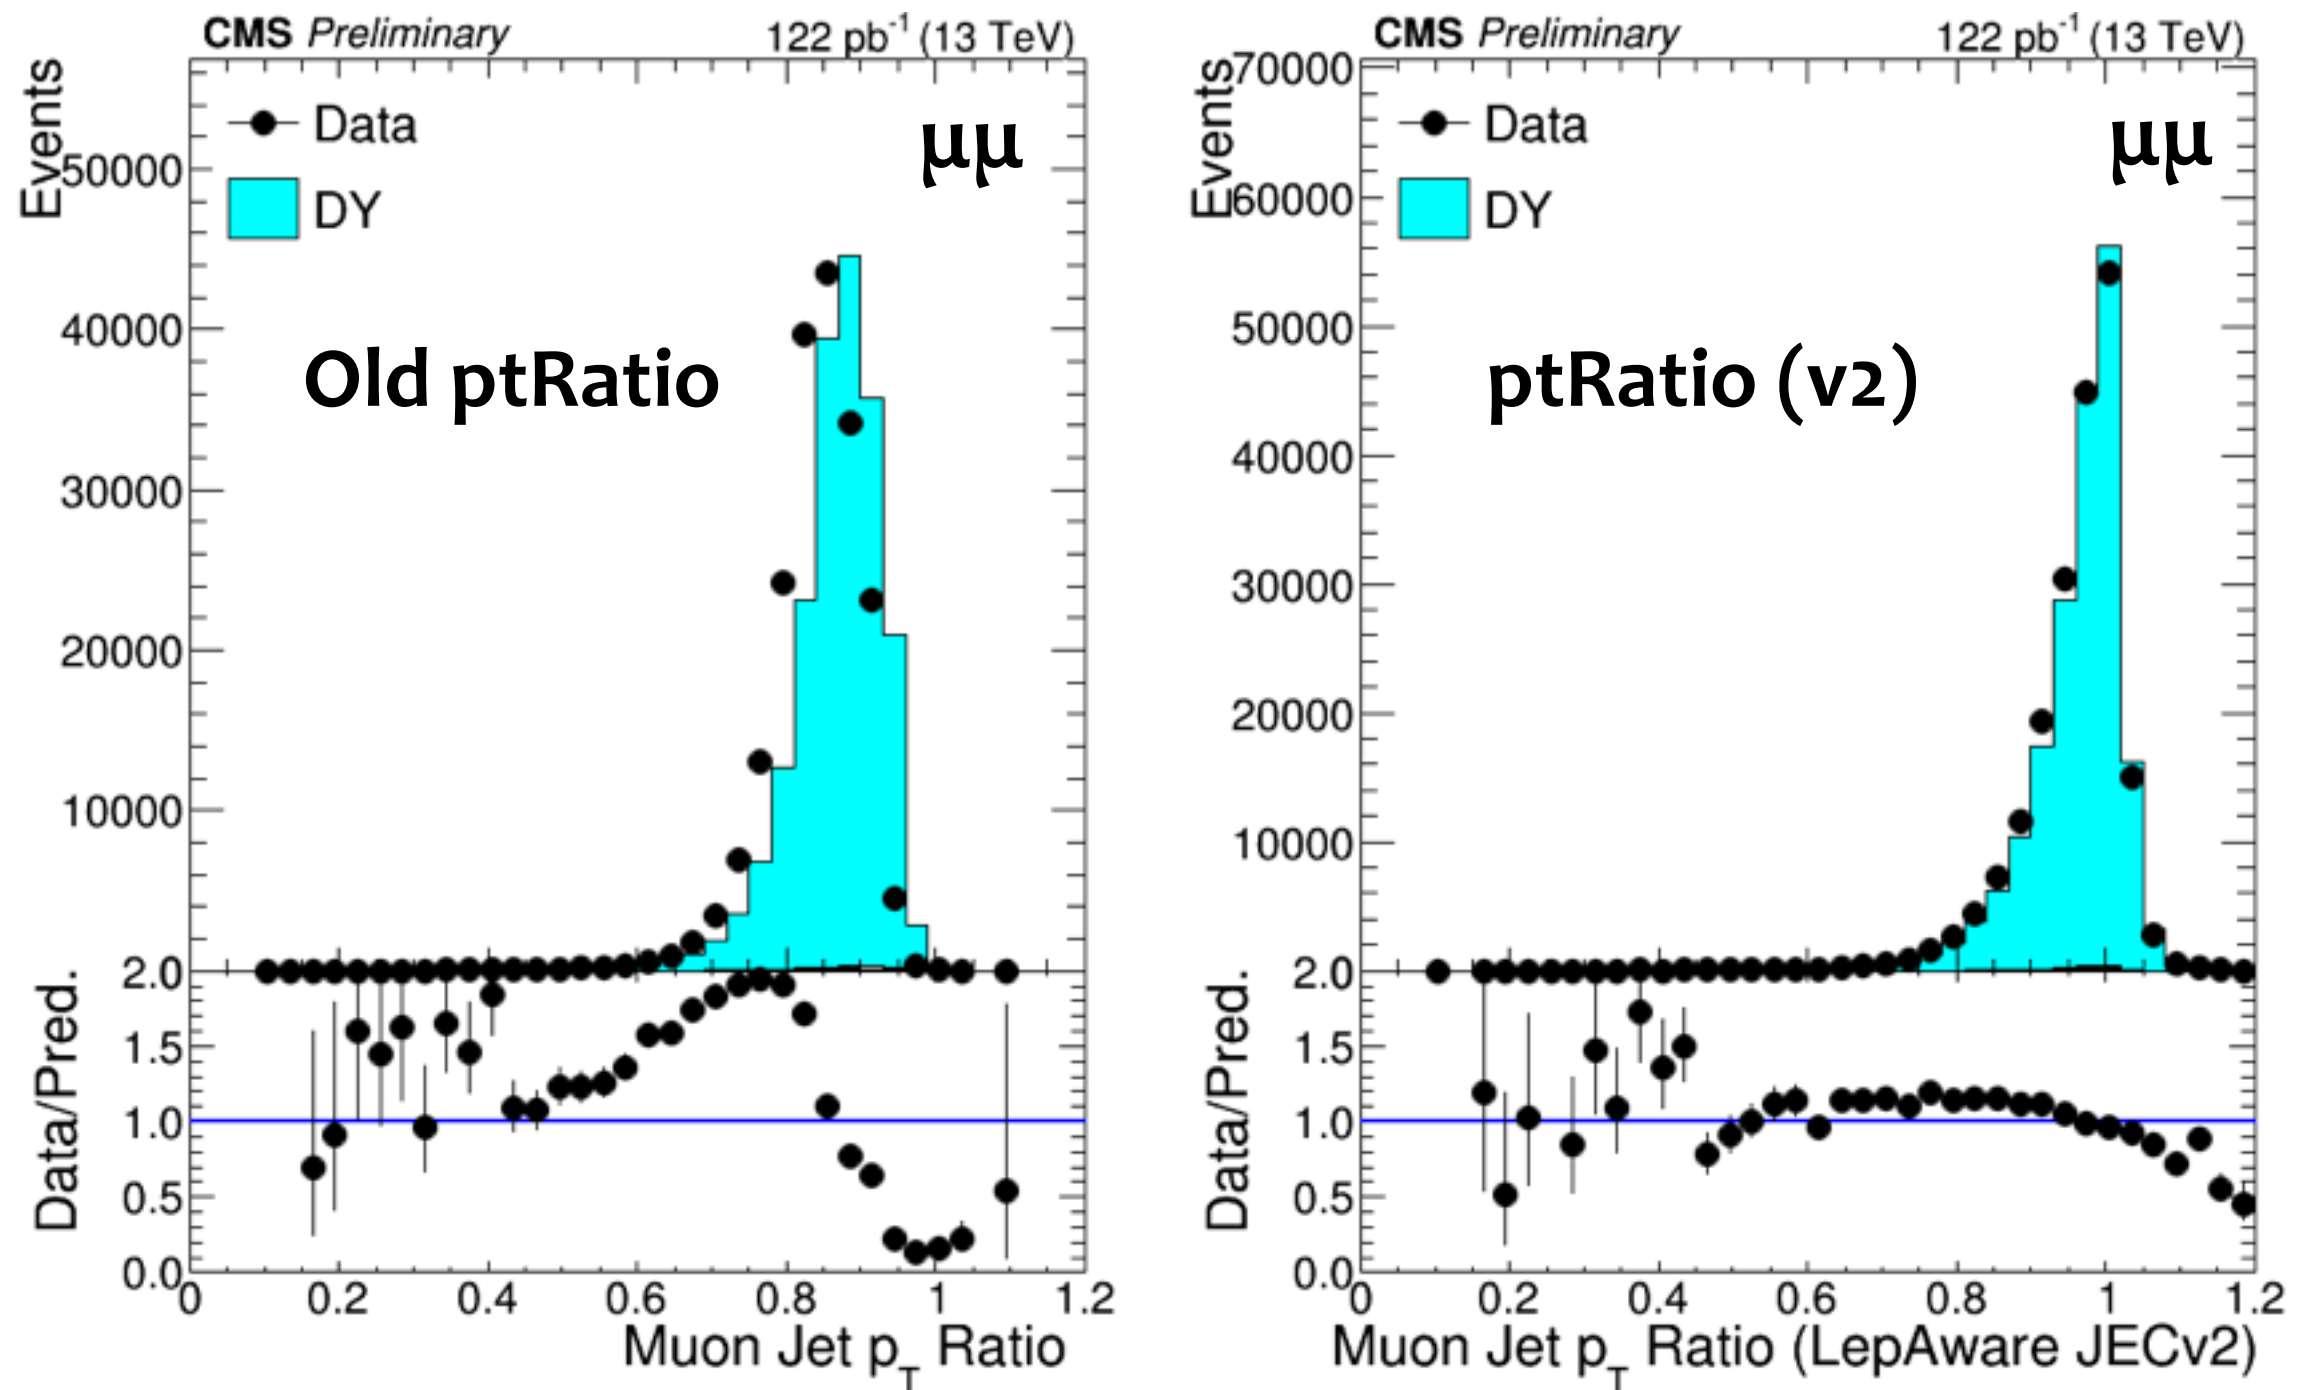 CMS Preliminary 122 pb-1 (13 TeV)
Events
50000
40000
30000
20000
10000
Data
DY
μμ
Old ptRatio
Data/Pred.
2.0
1.5
1.0
0.5
0.0
0 0.2 0.4 0.6 0.8 1 1.2
Muon Jet pT Ratio
CMS Preliminary 122 pb-1 (13 TeV)
Events
70000
60000
50000
40000
30000
20000
10000
Data
DY
μμ
ptRatio (v2)
Data/Pred.
2.0
1.5
1.0
0.5
0.0
0 0.2 0.4 0.6 0.8 1 1.2
Muon Jet pT Ratio (LepAware JECv2)